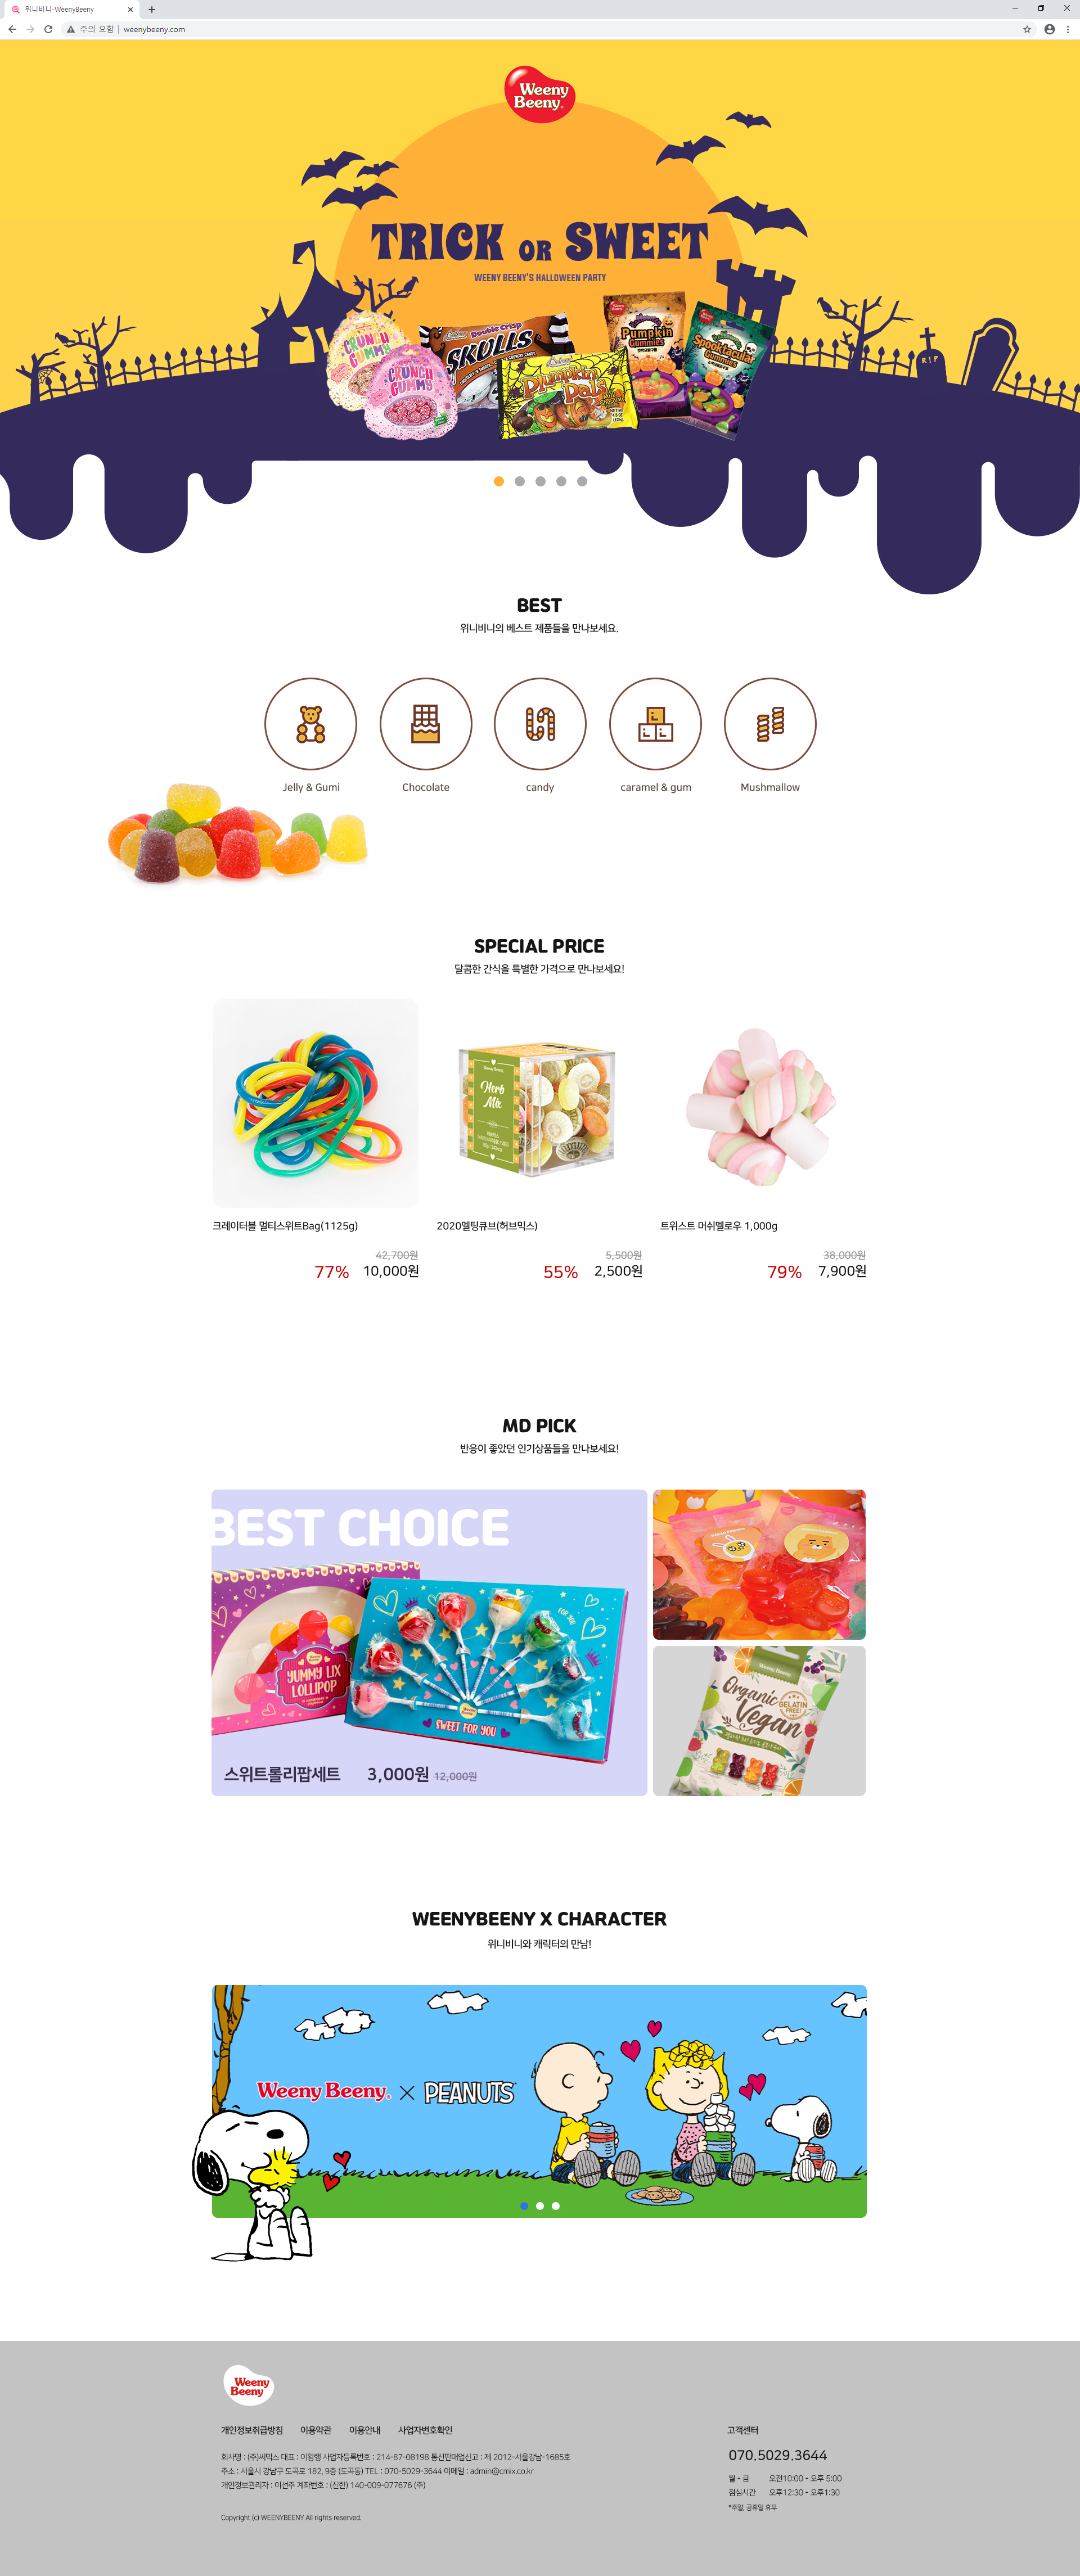 위니비니-WeenyBeeny
주의 요함 | weenybeeny.com
Weeny
Beeny
TRICK OR SWEET
WEENY BEENY'S HALLOWEEN PARTY
CRUNCH
GUMMY
CRUNCH
GUMMY
Double Crisp
SKULLS
Plumpkin
Pals
Pumpkin
Gummies
Spooktacular
Gummies
RIP
BEST
위니비니의 베스트 제품들을 만나보세요.
Jelly & Gumi
Chocolate
candy
caramel & gum
Mushmallow
SPECIAL PRICE
달콤한 간식을 특별한 가격으로 만나보세요!
Weeny Beeny
Herb
Mix
크레이터블 멀티스위트Bag(1125g)
42,700원
77% 10,000원
2020멜팅큐브(허브믹스)
5,500원
55% 2,500원
트위스트 머쉬멜로우 1,000g
38,000원
79% 7,900원
MD PICK
반응이 좋았던 인기상품들을 만나보세요!
BEST CHOICE
YUMMY LIX
LOLLIPOP
FOR YOU
SWEET FOR YOU
스위트롤리팝세트 3,000원 12,000원
Weeny Beeny
Organic
Vegan
GELATIN
FREE!
WEENYBEENY X CHARACTER
위니비니와 캐릭터의 만남!
Weeny Beeny. X PEANUTS
Weeny
Beeny
개인정보취급방침 이용약관 이용안내 사업자번호확인
회사명 : (주)씨믹스 대표 : 이왕행 사업자등록번호 : 214-87-08198 통신판매업신고 : 제 2012-서울강남-1685호
주소 : 서울시 강남구 도곡로 182, 9층 (도곡동) TEL : 070-5029-3644 이메일 : admin@cmix.co.kr
개인정보관리자 : 이선주 계좌번호 : (신한) 140-009-077676 (주)
Copyright (c) WEENYBEENY All rights reserved.
고객센터
070.5029.3644
월 - 금 오전10:00 - 오후 5:00
점심시간 오후12:30 - 오후1:30
*주말, 공휴일 휴무